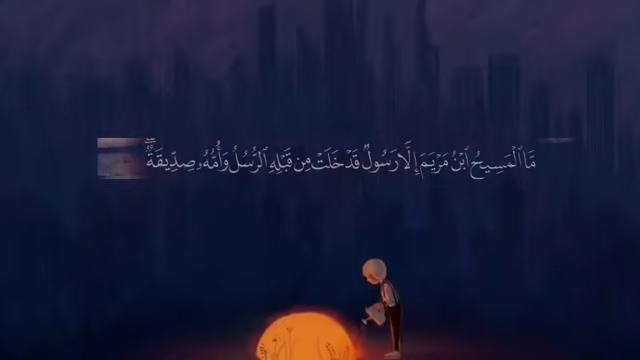 مَّا ٱلْمَسِيحُ ٱبْنُ مَرْيَمَ إِلَّا رَسُولٌ قَدْ خَلَتْ مِن قَبْلِهِ ٱلرُّسُلُ وَأُمُّهُۥ صِدِّيقَةٌ